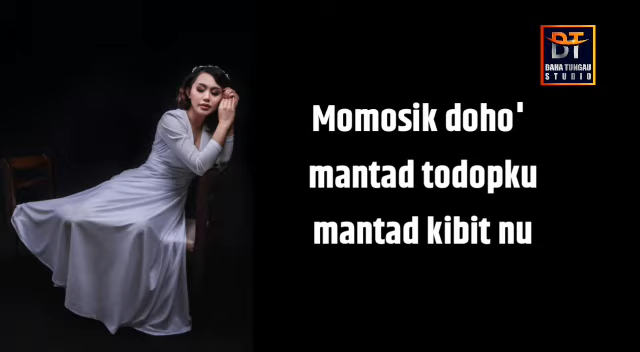 DT
DAHA TUNGAU
STUDIO
Momosik doho'
mantad todopku
mantad kibit nu